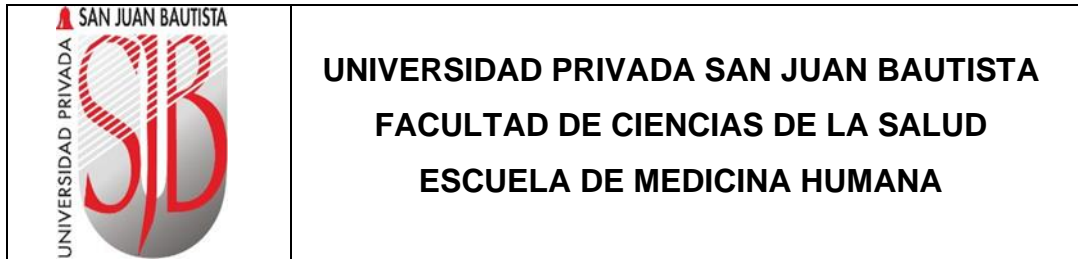 SAN JUAN BAUTISTA
UNIVERSIDAD PRIVADA
SJB
UNIVERSIDAD PRIVADA SAN JUAN BAUTISTA
FACULTAD DE CIENCIAS DE LA SALUD
ESCUELA DE MEDICINA HUMANA